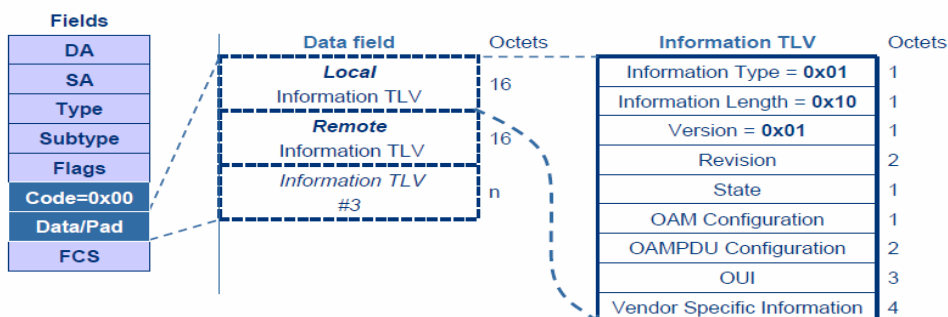 Fields
DA
SA
Type
Subtype
Flags
Code=0x00
Data/Pad
FCS
Data field
Octets
Local
Information TLV
16
Remote
Information TLV
16
Information TLV
#3
n
Information TLV
Octets
Information Type = 0x01
1
Information Length = 0x10
1
Version = 0x01
1
Revision
2
State
1
OAM Configuration
1
OAMPDU Configuration
2
OUI
3
Vendor Specific Information
4